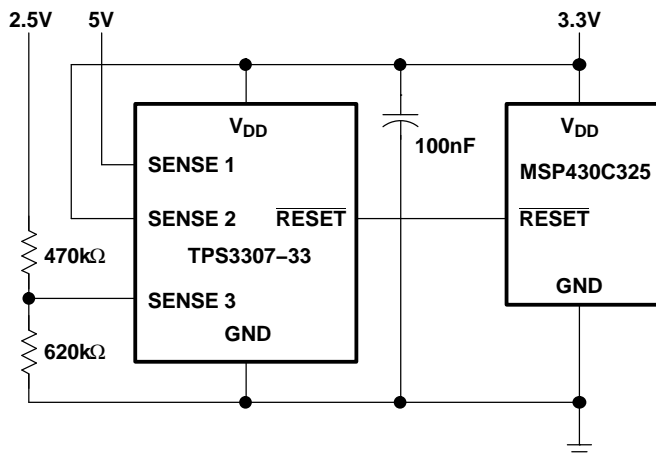 2.5V 5V 3.3V
VDD VDD
SENSE 1 100nF MSP430C325
SENSE 2 RESET RESET
470kΩ TPS3307–33
SENSE 3 GND
GND
620kΩ